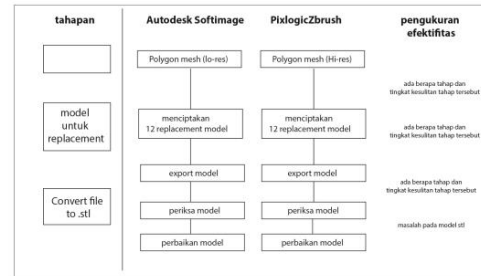 tahapan
Autodesk Softimage
PixlogicZbrush
pengukuran
efektifitas
Polygon mesh (lo-res)
Polygon mesh (Hi-res)
ada berapa tahap dan
tingkat kesulitan tahap tersebut
model
untuk
replacement
menciptakan
12 replacement model
menciptakan
12 replacement model
ada berapa tahap dan
tingkat kesulitan tahap tersebut
export model
export model
ada berapa tahap dan
tingkat kesulitan tahap tersebut
Convert file
to .stl
periksa model
periksa model
masalah pada model stl
perbaikan model
perbaikan model